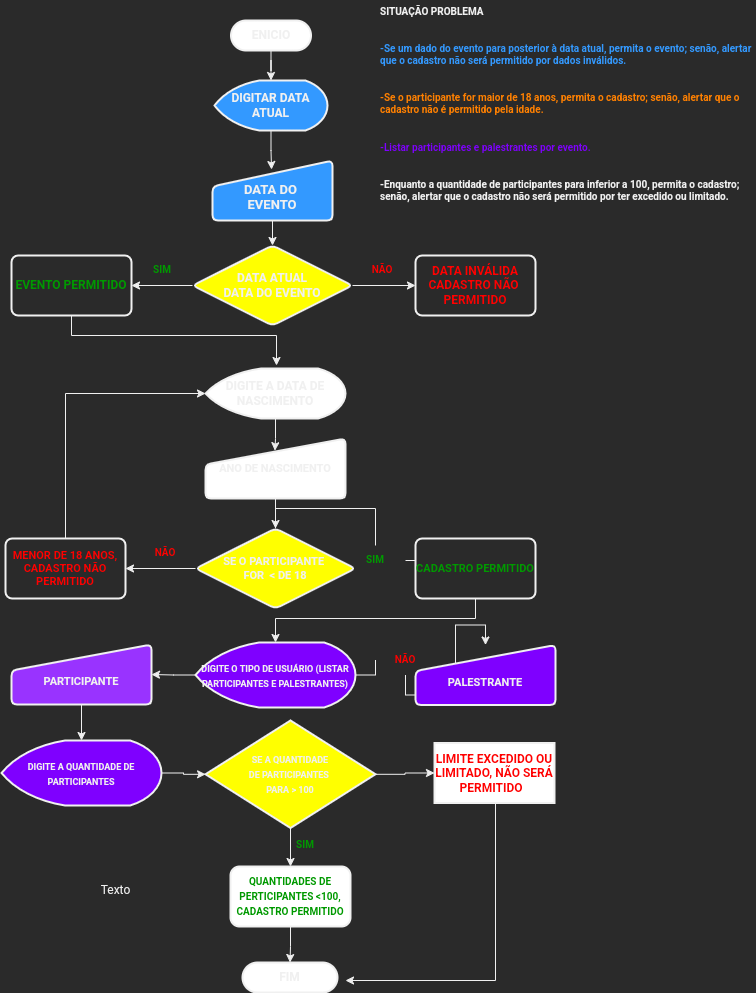 SITUAÇÃO PROBLEMA
-Se um dado do evento para posterior à data atual, permita o evento; senão, alertar
que o cadastro não será permitido por dados inválidos.
-Se o participante for maior de 18 anos, permita o cadastro; senão, alertar que o
cadastro não é permitido pela idade.
-Listar participantes e palestrantes por evento.
-Enquanto a quantidade de participantes para inferior a 100, permita o cadastro;
senão, alertar que o cadastro não será permitido por ter excedido ou limitado.
ENICIO
DIGITAR DATA
ATUAL
DATA DO
EVENTO
DATA ATUAL
DATA DO EVENTO
SIM
NÃO
EVENTO PERMITIDO
DATA INVÁLIDA
CADASTRO NÃO
PERMITIDO
DIGITE A DATA DE
NASCIMENTO
ANO DE NASCIMENTO
SE O PARTICIPANTE
FOR < DE 18
NÃO
SIM
MENOR DE 18 ANOS,
CADASTRO NÃO
PERMITIDO
CADASTRO PERMITIDO
DIGITE O TIPO DE USUÁRIO (LISTAR
PARTICIPANTES E PALESTRANTES)
NÃO
PARTICIPANTE
PALESTRANTE
DIGITE A QUANTIDADE DE
PARTICIPANTES
SE A QUANTIDADE
DE PARTICIPANTES
PARA > 100
LIMITE EXCEDIDO OU
LIMITADO, NÃO SERÁ
PERMITIDO
SIM
QUANTIDADES DE
PERTICIPANTES <100,
CADASTRO PERMITIDO
Texto
FIM